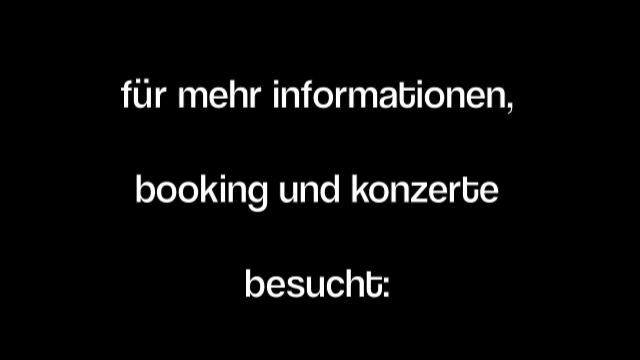 für mehr informationen,
booking und konzerte
besucht: